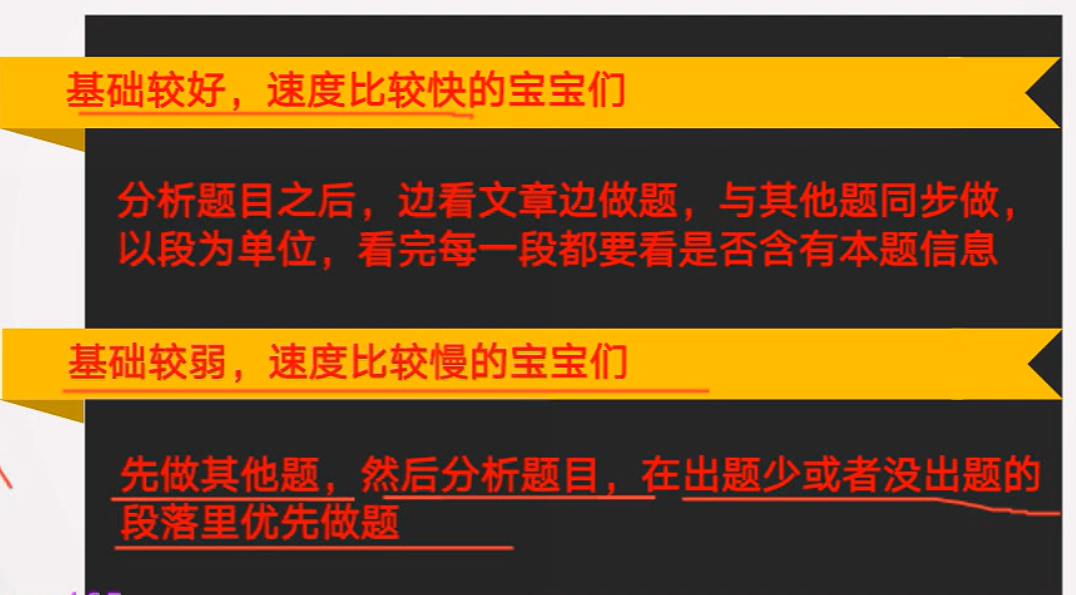 基础较好，速度比较快的宝宝们
分析题目之后，边看文章边做题，与其他题同步做，
以段为单位，看完每一段都要看是否含有本题信息
基础较弱，速度比较慢的宝宝们
先做其他题，然后分析题目，在出题少或者没出题的
段落里优先做题